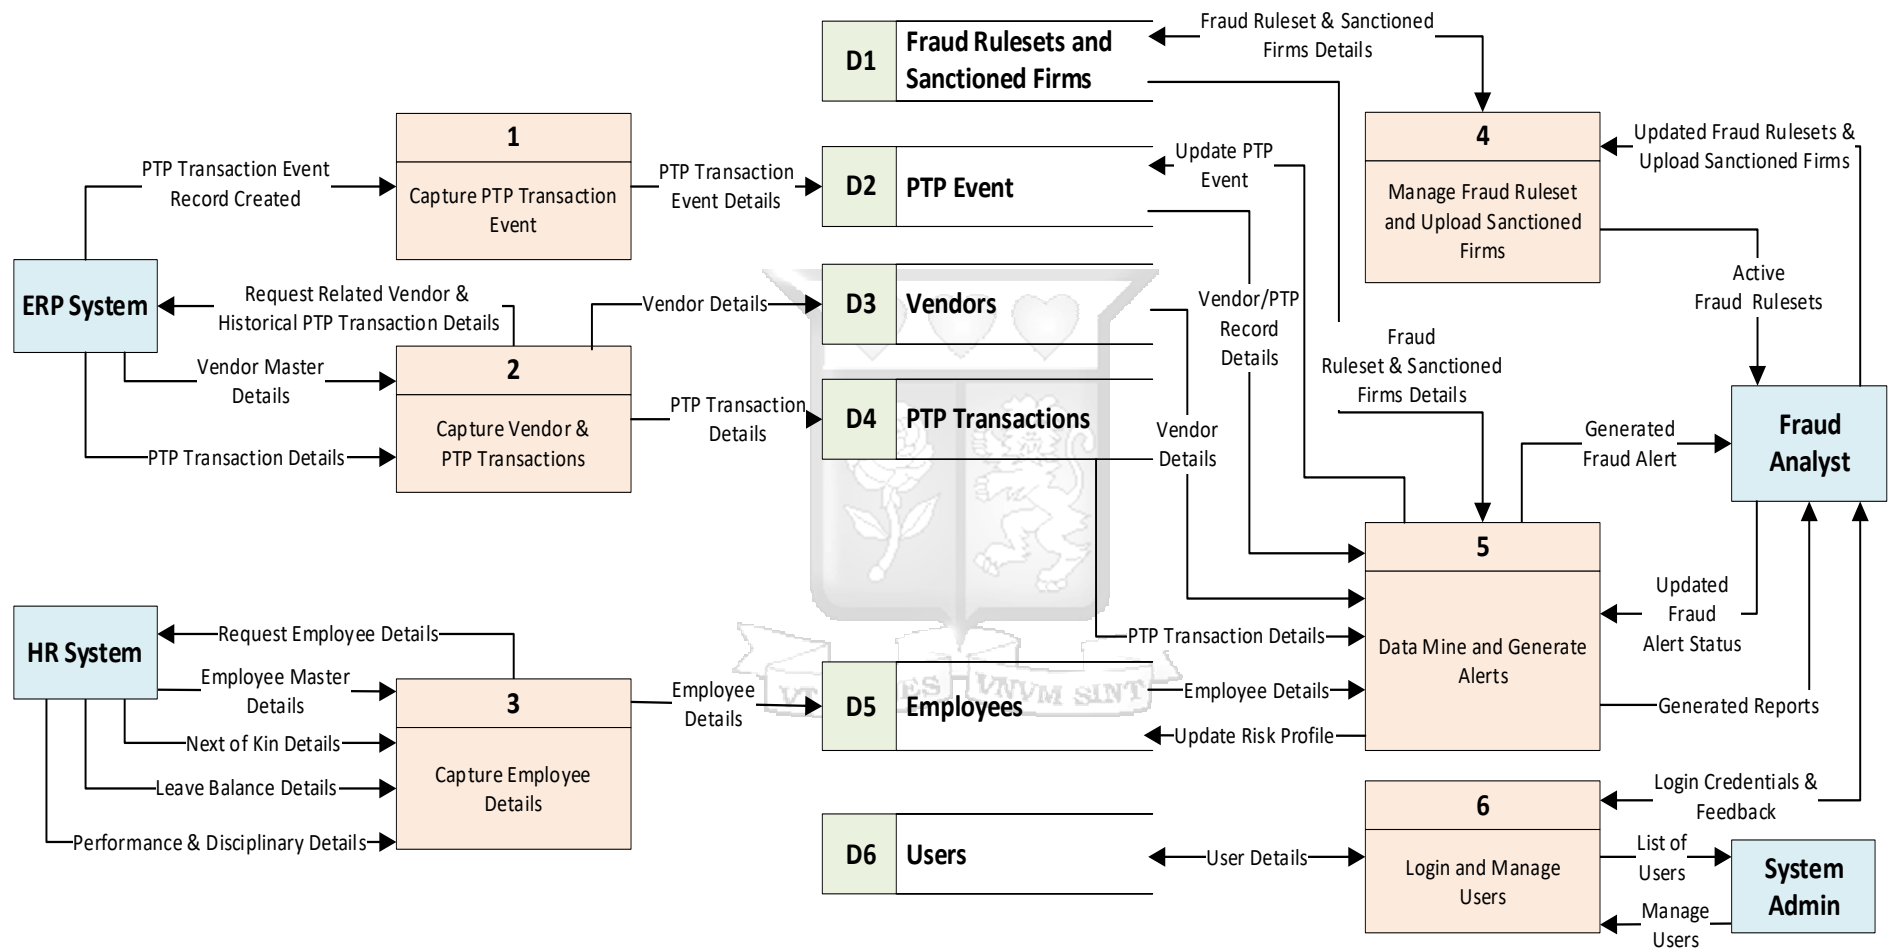 Fraud Ruleset & Sanctioned
Firms Details
D1
Fraud Rulesets and
Sanctioned Firms
1
Capture PTP Transaction
Event
PTP Transaction Event
Record Created
PTP Transaction
Event Details
D2
PTP Event
Update PTP
Event
4
Manage Fraud Ruleset
and Upload Sanctioned
Firms
Updated Fraud Rulesets &
Upload Sanctioned Firms
Active
Fraud Rulesets
ERP System
Request Related Vendor &
Historical PTP Transaction Details
Vendor Details
D3
Vendors
Vendor/PTP
Record
Details
Fraud
Ruleset & Sanctioned
Firms Details
Vendor Master
Details
2
Capture Vendor &
PTP Transactions
PTP Transaction Details
PTP Transaction
Details
D4
PTP Transactions
Vendor
Details
Generated
Fraud Alert
Fraud
Analyst
5
Data Mine and Generate
Alerts
Updated
Fraud
Alert Status
PTP Transaction Details
HR System
Request Employee Details
Employee Master
Details
Next of Kin Details
Leave Balance Details
Performance & Disciplinary Details
3
Capture Employee
Details
Employee
Details
D5
Employees
VT ES VNVM SINT
Employee Details
Update Risk Profile
Generated Reports
D6
Users
User Details
6
Login and Manage
Users
Login Credentials &
Feedback
List of
Users
Manage
Users
System
Admin